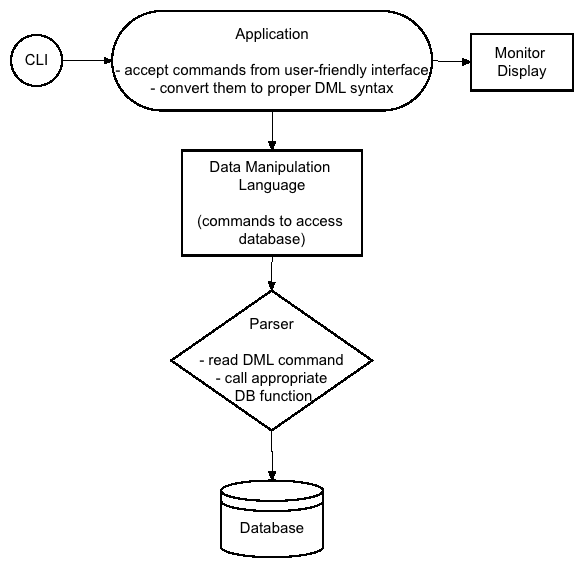 CLI
Application
- accept commands from user-friendly interface
- convert them to proper DML syntax
Monitor
Display
Data Manipulation
Language
(commands to access
database)
Parser
- read DML command
- call appropriate
DB function
Database